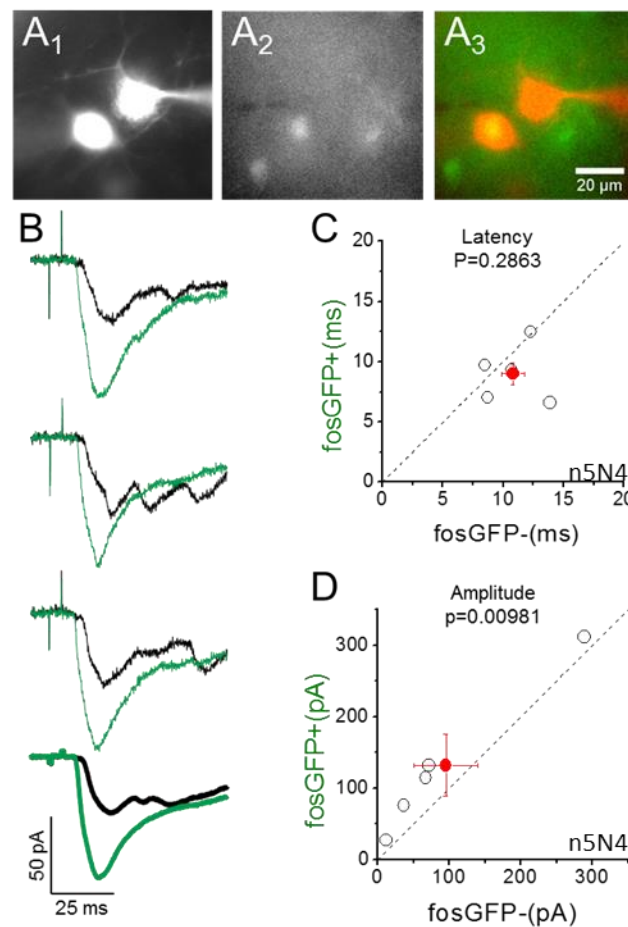 A1
A2
A3
20 µm
B
50 pA
25 ms
C
Latency
P=0.2863
fosGFP+(ms)
20
15
10
5
0
0
5
10
15
20
n5N4
fosGFP-(ms)
D
Amplitude
p=0.00981
fosGFP+(pA)
300
200
100
0
0
100
200
300
n5N4
fosGFP-(pA)